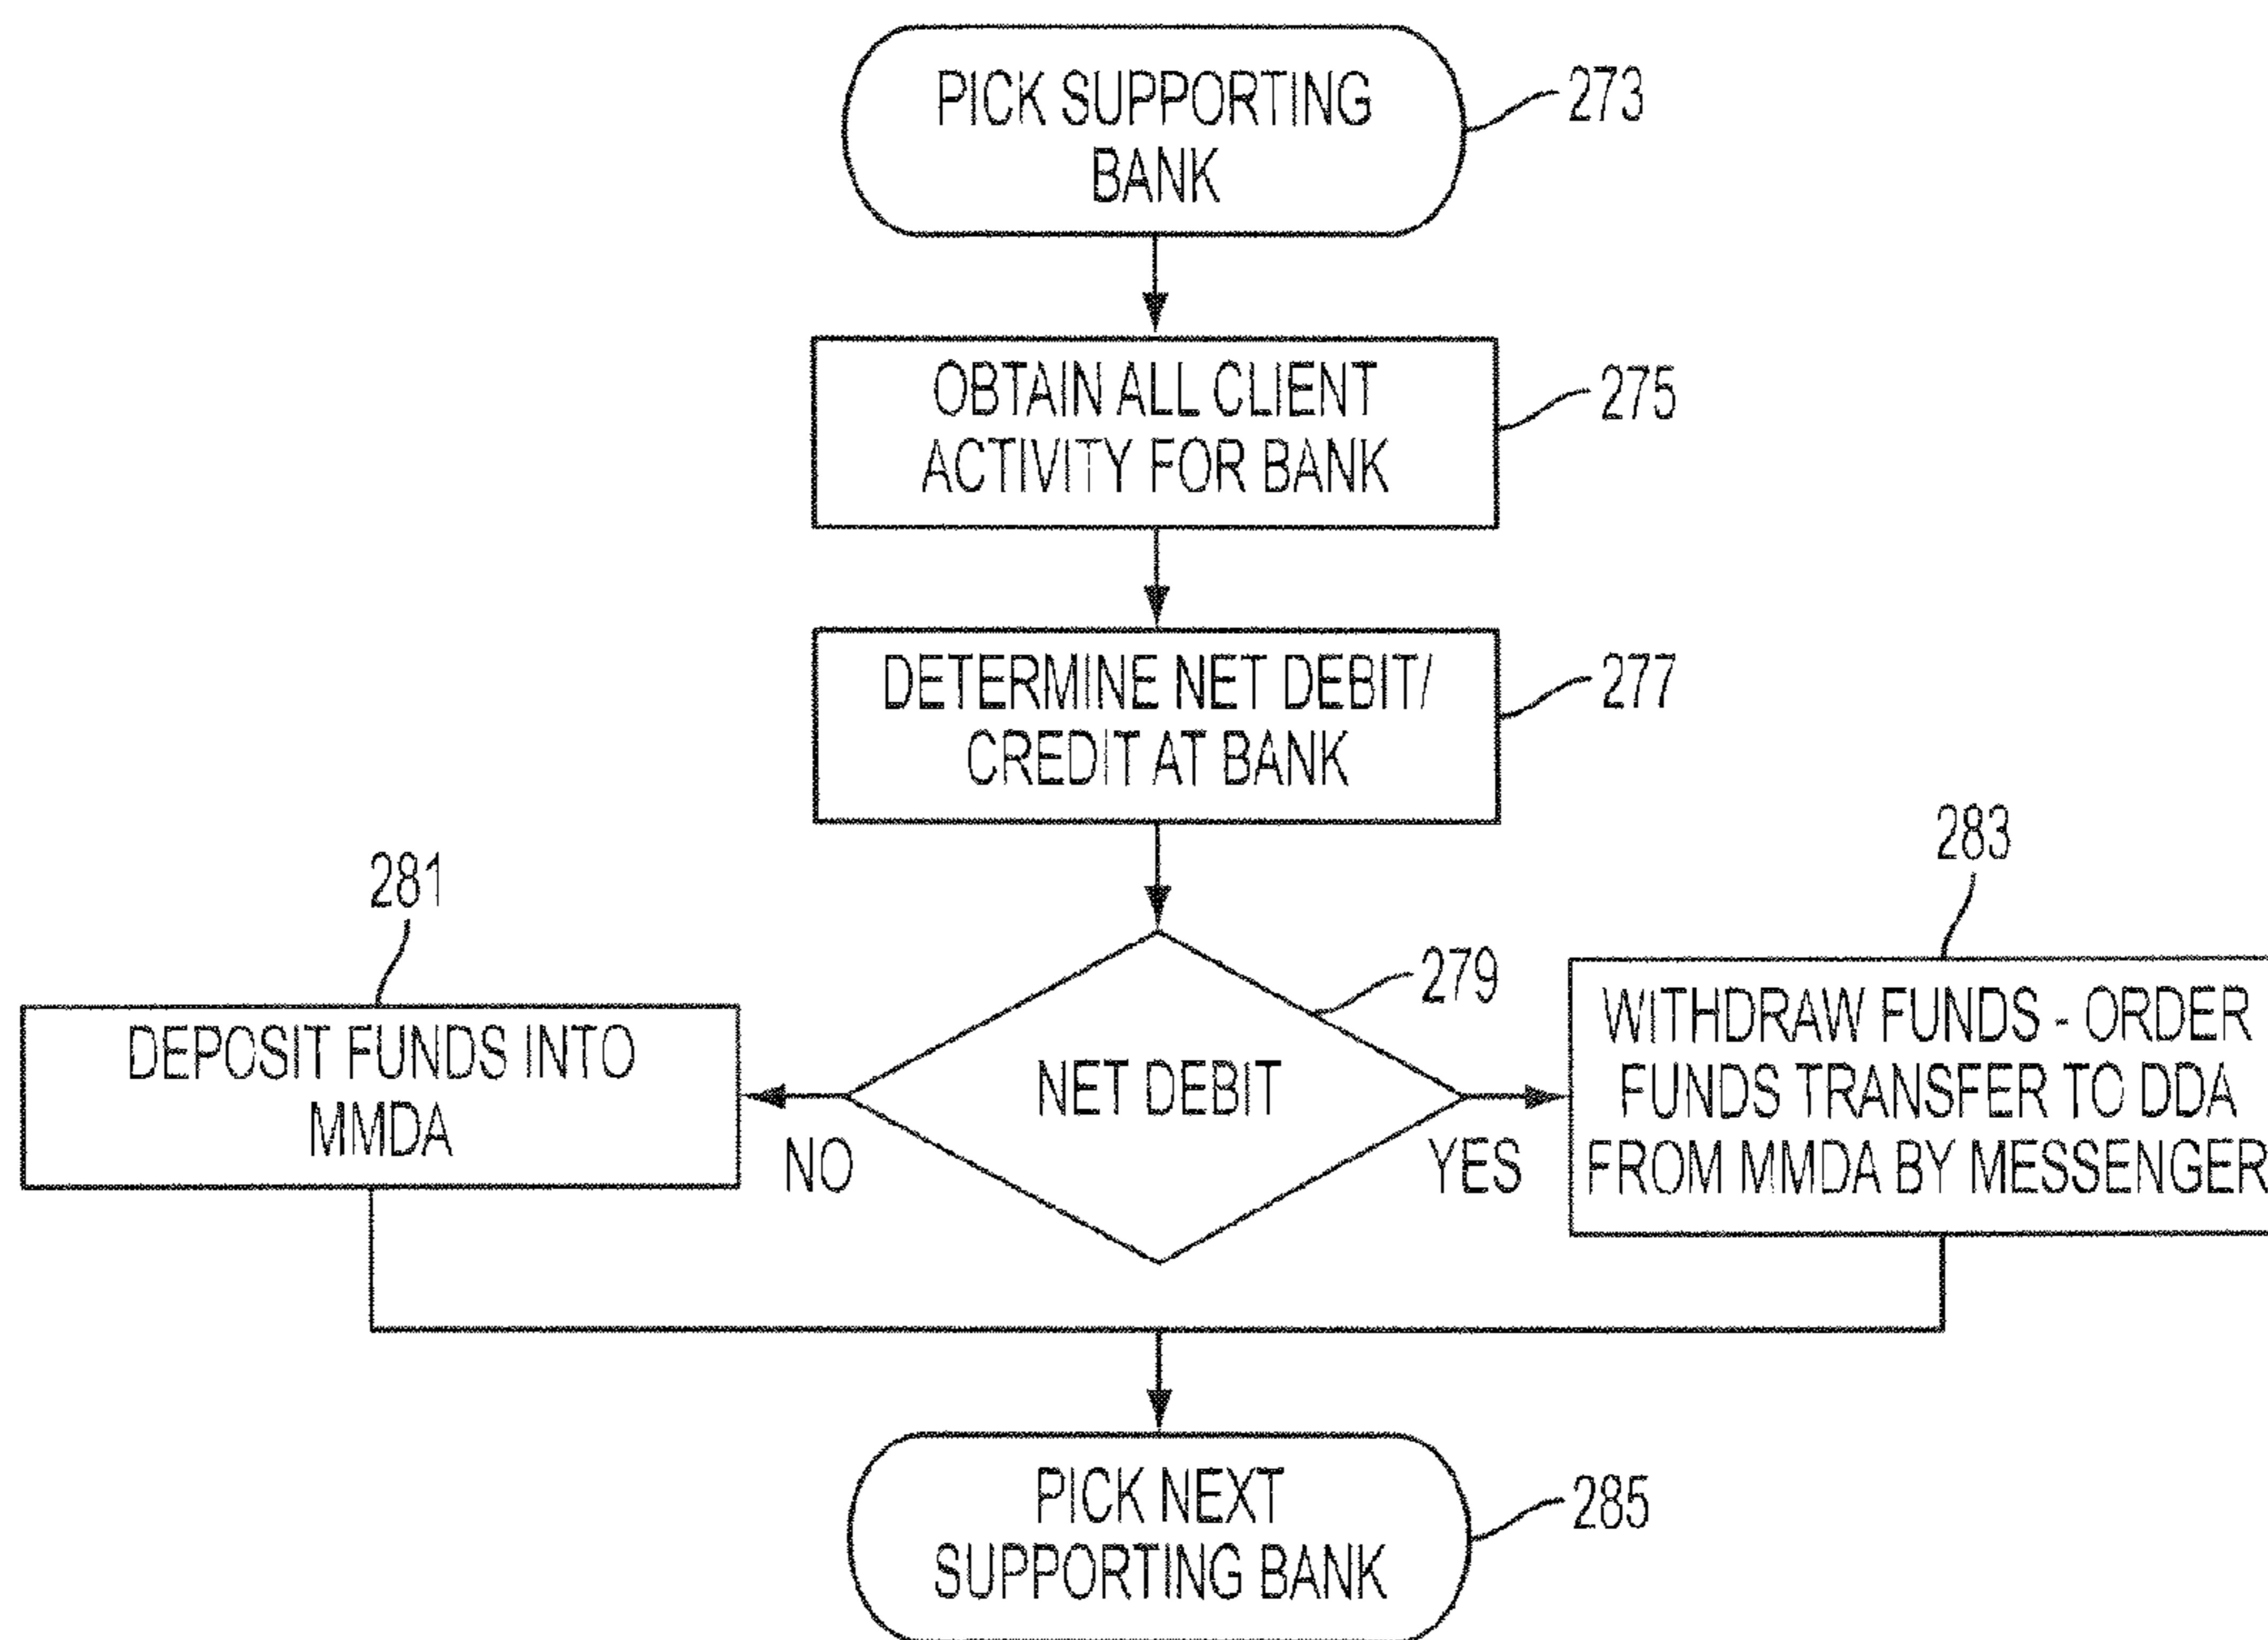 PICK SUPPORTING
BANK
273
OBTAIN ALL CLIENT
ACTIVITY FOR BANK
275
DETERMINE NET DEBIT/
CREDIT AT BANK
277
281
DEPOSIT FUNDS INTO
MMDA
NO
NET DEBIT
279
YES
283
WITHDRAW FUNDS - ORDER
FUNDS TRANSFER TO DDA
FROM MMDA BY MESSENGER
PICK NEXT
SUPPORTING BANK
285